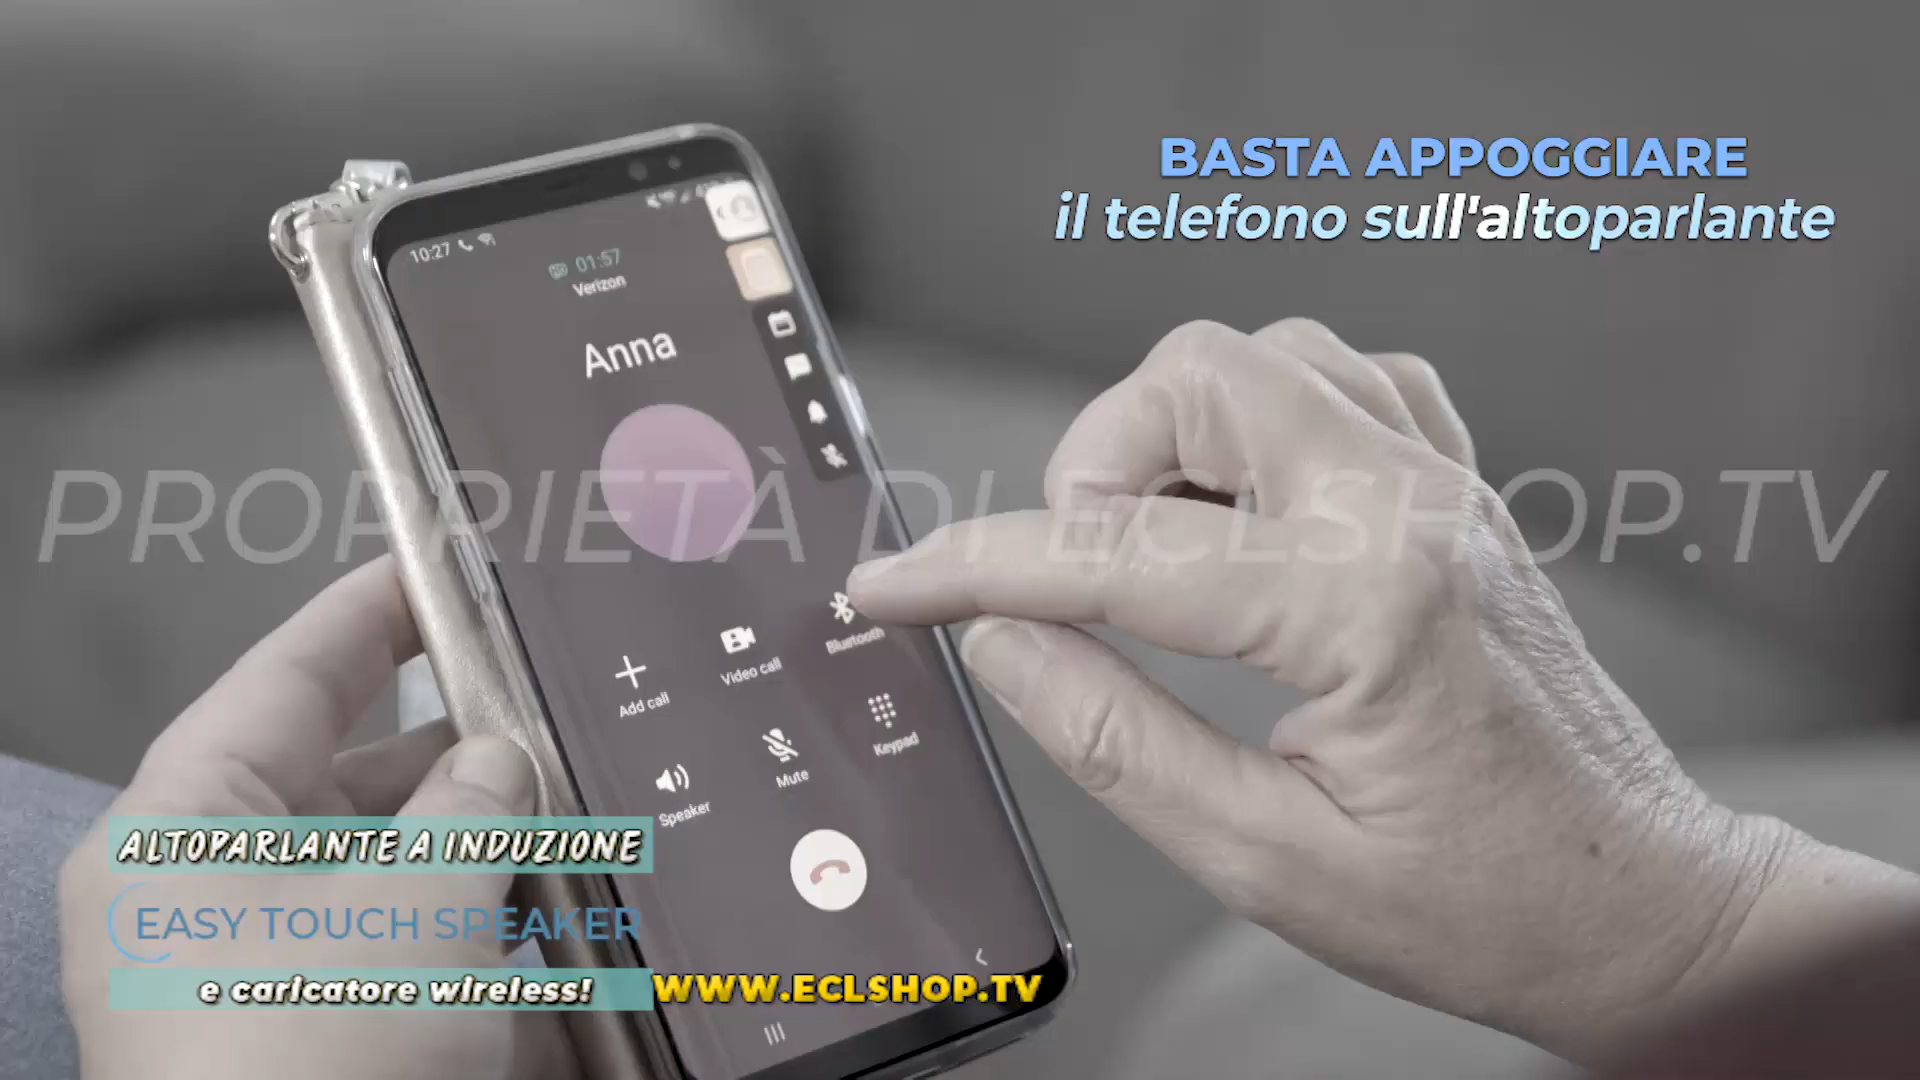 BASTA APPOGGIARE
il telefono sull'altoparlante
10:27
01:57
Verizon
Anna
PROPRIETÀ DI ECLSHOP.TV
Add call
Video call
Bluetooth
Speaker
Mute
Keypad
ALTOPARLANTE A INDUZIONE
EASY TOUCH SPEAKER
e caricatore wireless!
WWW.ECLSHOP.TV